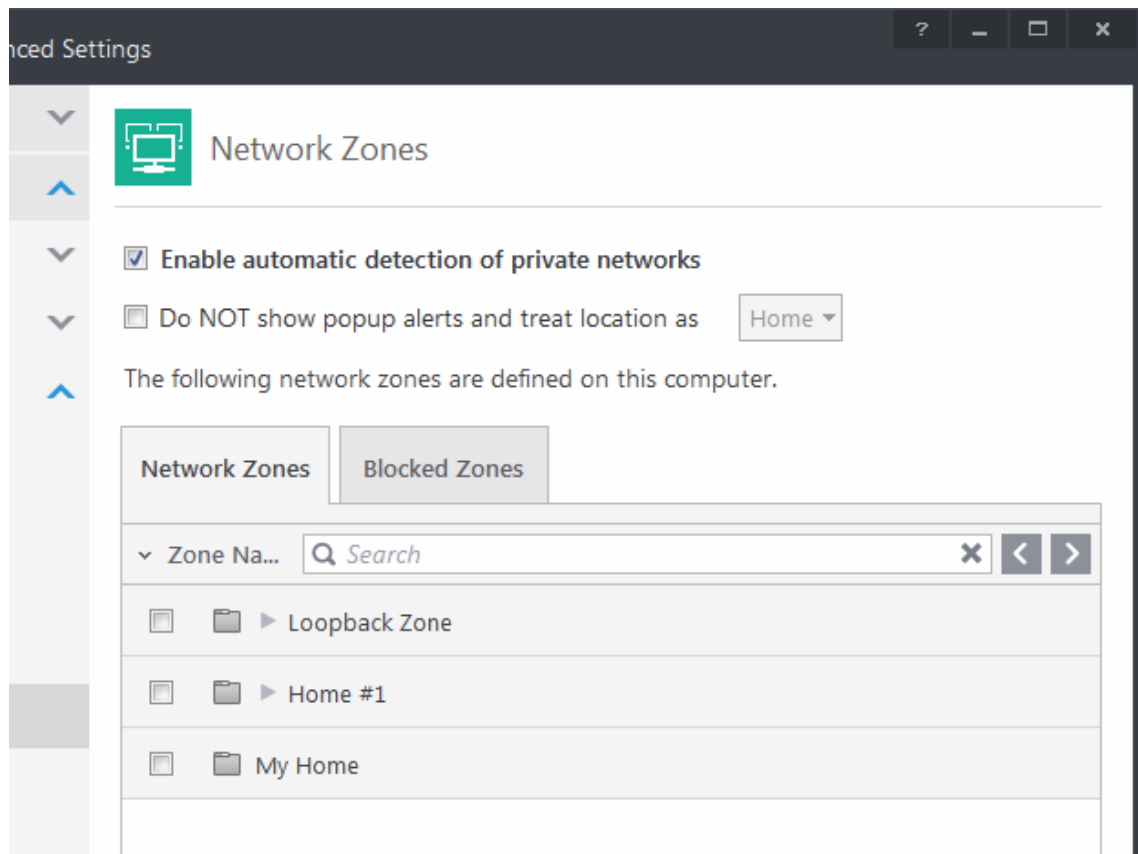 nced Settings
?
Network Zones
Enable automatic detection of private networks
Do NOT show popup alerts and treat location as Home
The following network zones are defined on this computer.
Network Zones Blocked Zones
Zone Na... Search
Loopback Zone
Home #1
My Home